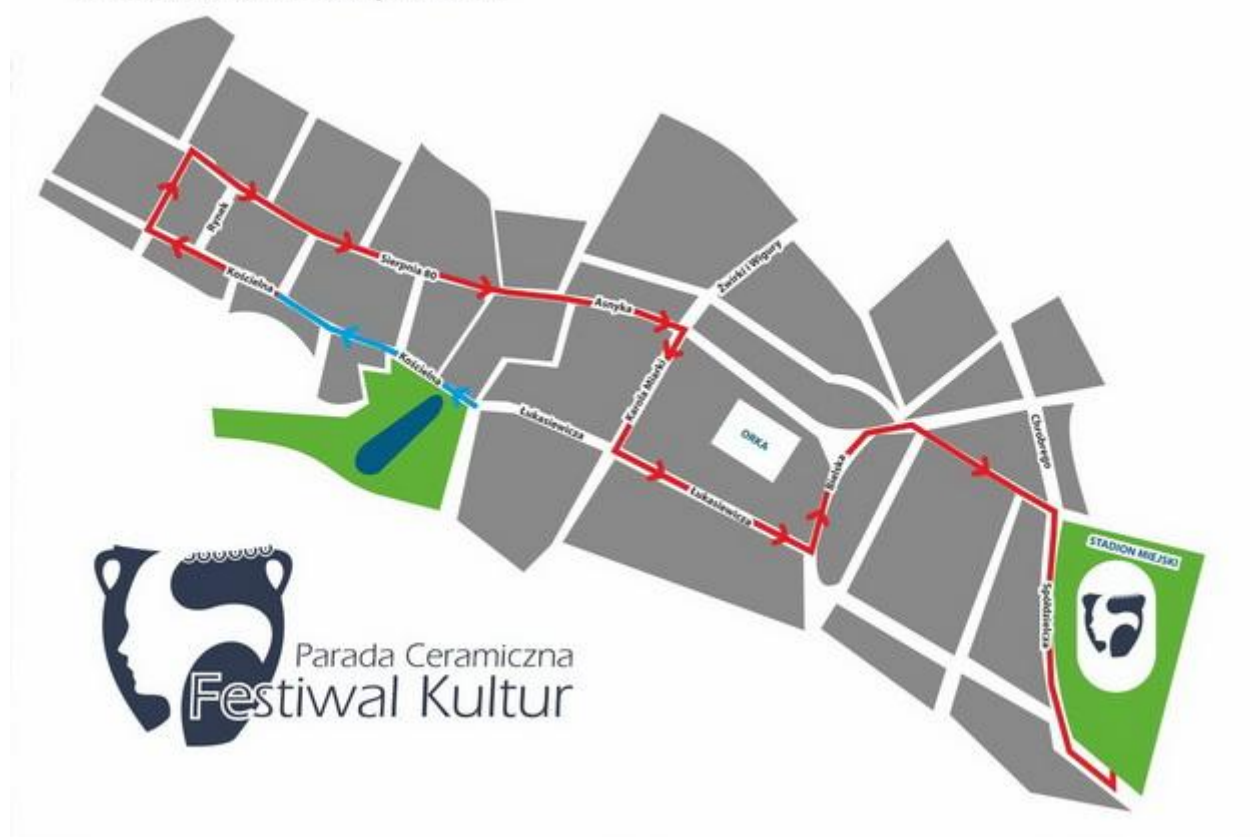 Żwirki i Wigury
Rynek
Sierpnia 80
Kościelna
Asnyka
Karola Miarki
Kościelna
Łukasiewicza
ORKA
Chrobrego
Bielska
Łukasiewicza
STADION MIEJSKI
Spółdzielcza
Parada Ceramiczna
Festiwal Kultur